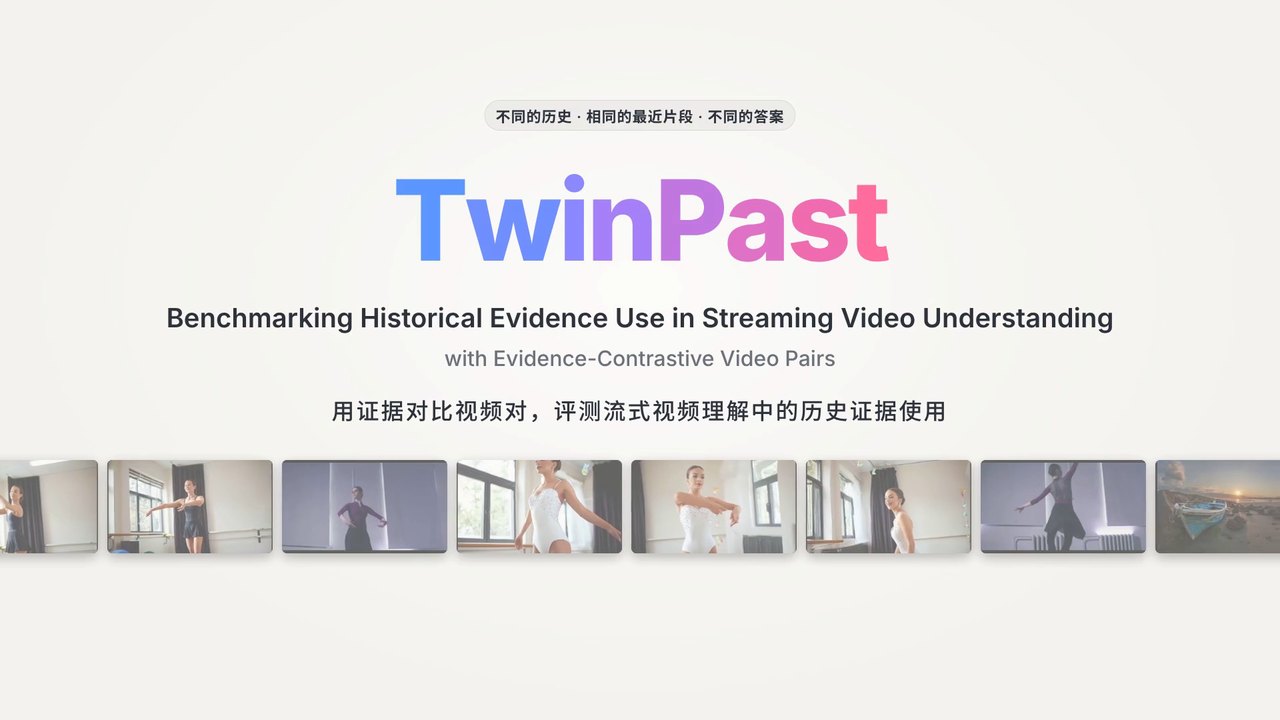 不同的历史 · 相同的最近片段 · 不同的答案
TwinPast
Benchmarking Historical Evidence Use in Streaming Video Understanding
with Evidence-Contrastive Video Pairs
用证据对比视频对，评测流式视频理解中的历史证据使用